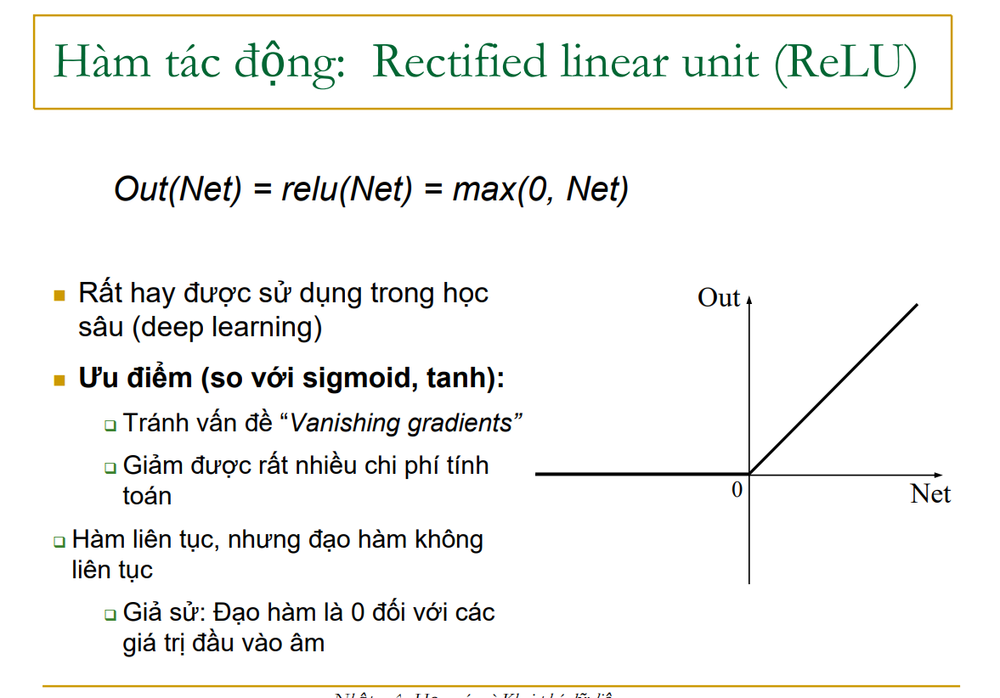 Hàm tác động: Rectified linear unit (ReLU)
Out(Net) = relu(Net) = max(0, Net)
Rất hay được sử dụng trong học
sâu (deep learning)
Ưu điểm (so với sigmoid, tanh):
Tránh vấn đề “Vanishing gradients”
Giảm được rất nhiều chi phí tính
toán
Hàm liên tục, nhưng đạo hàm không
liên tục
Giả sử: Đạo hàm là 0 đối với các
giá trị đầu vào âm
Out
0
Net